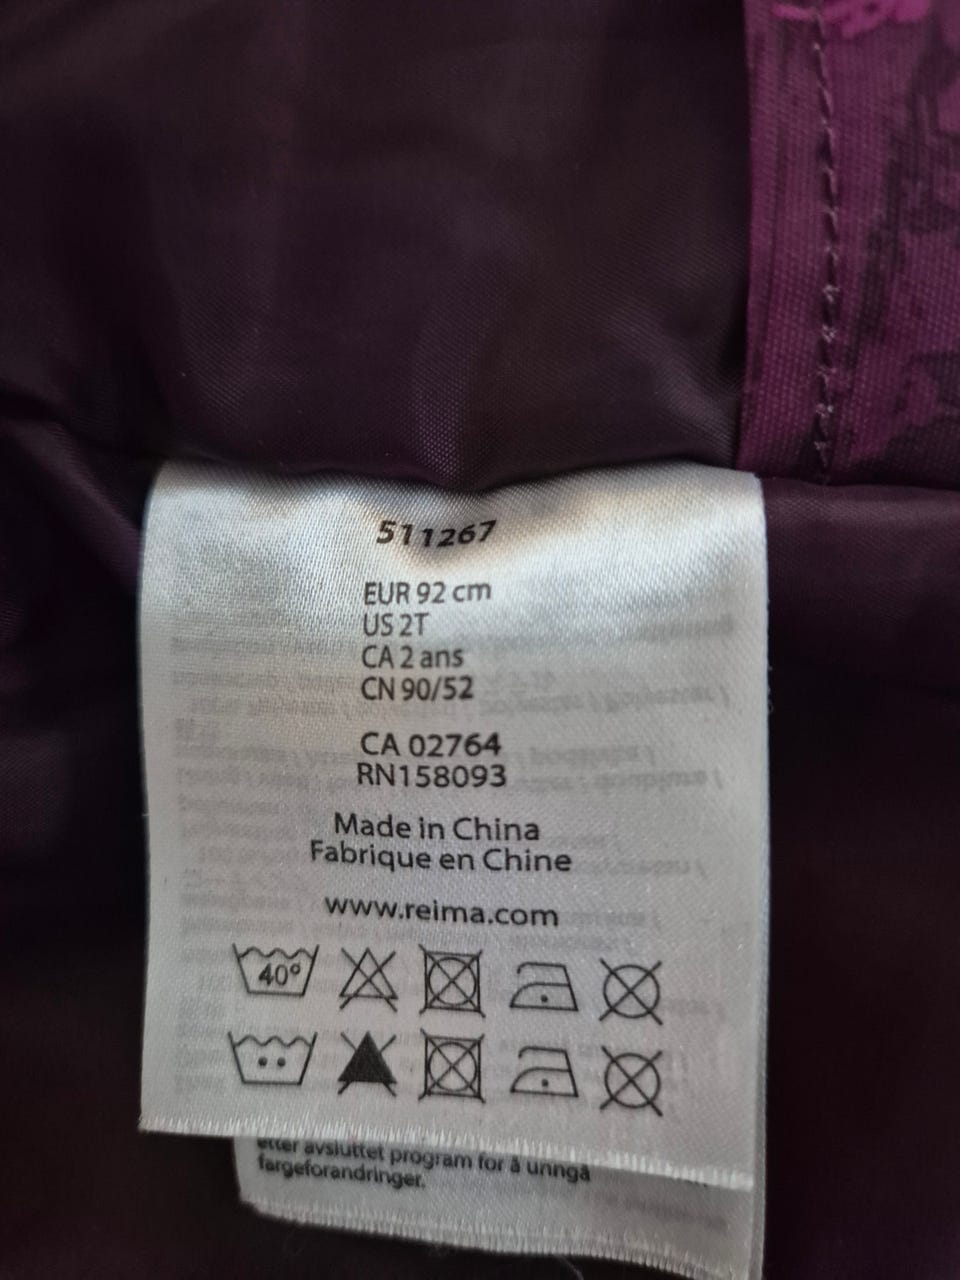 511267
EUR 92 cm
US 2T
CA 2 ans
CN 90/52
CA 02764
RN158093
Made in China
Fabrique en Chine
www.reima.com
40°
etter avsluttet program for å unngå
fargeforandringer.